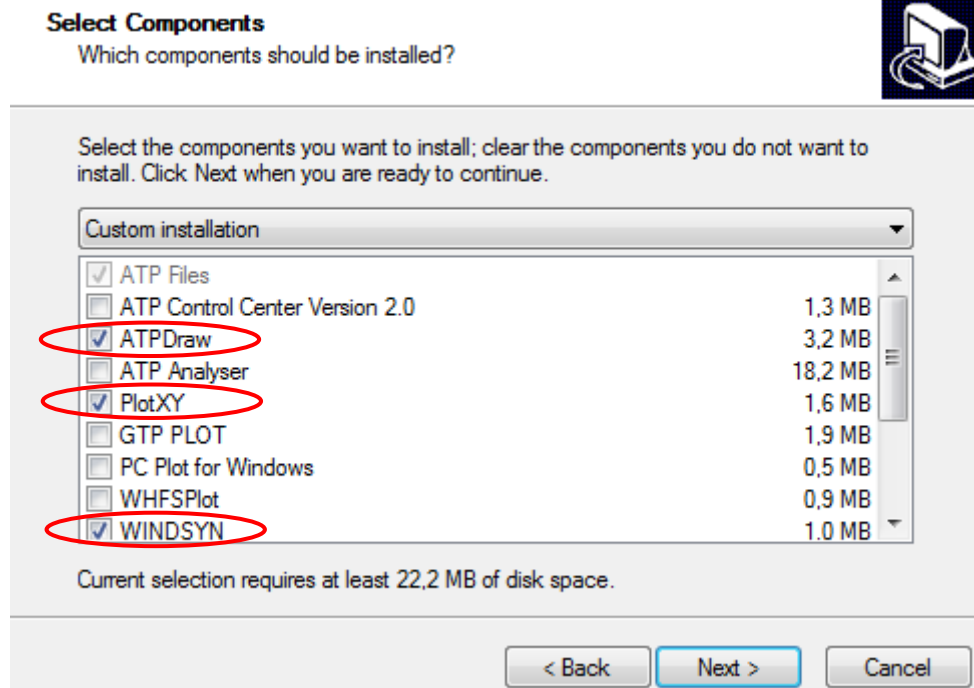 Select Components
Which components should be installed?
Select the components you want to install; clear the components you do not want to
install. Click Next when you are ready to continue.
Custom installation
ATP Files
ATP Control Center Version 2.0 1,3 MB
ATPDraw 3,2 MB
ATP Analyser 18,2 MB
PlotXY 1,6 MB
GTP PLOT 1,9 MB
PC Plot for Windows 0,5 MB
WHFSPlot 0,9 MB
WINDSYN 1.0 MB
Current selection requires at least 22,2 MB of disk space.
< Back Next > Cancel